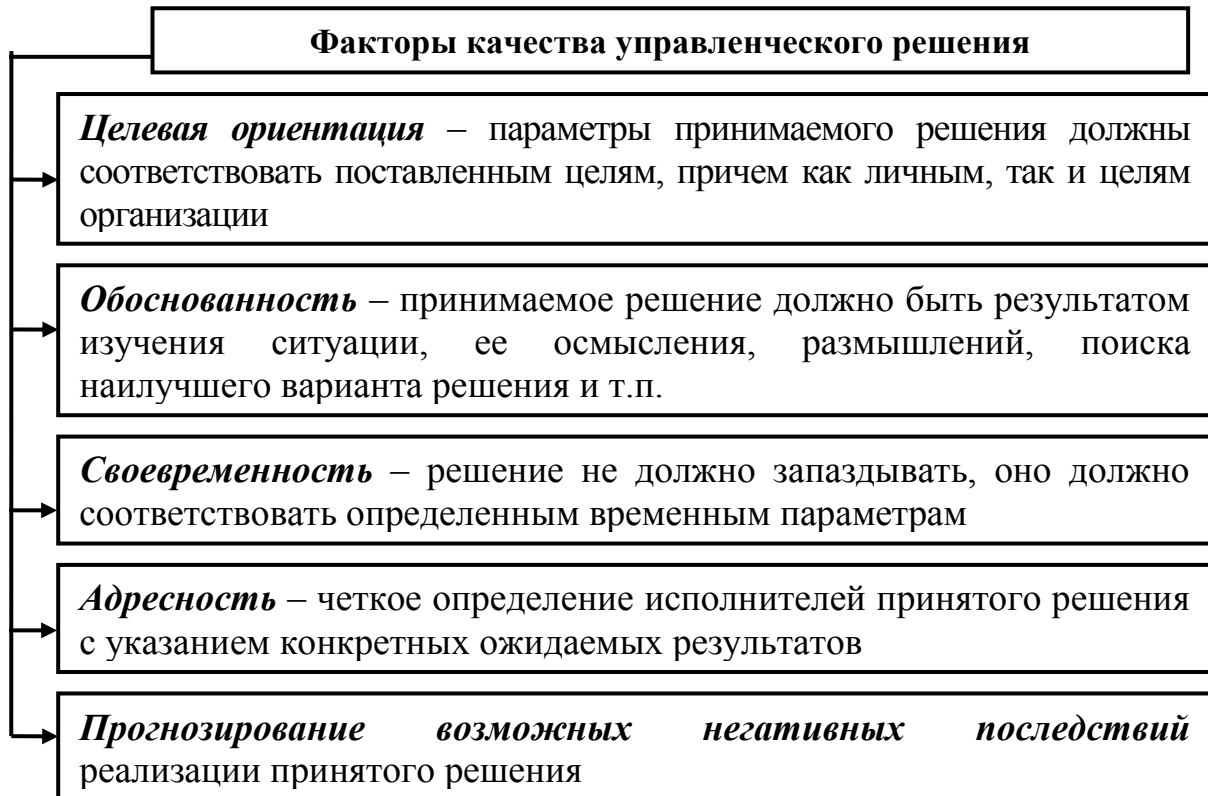 Факторы качества управленческого решения
Целевая ориентация – параметры принимаемого решения должны
соответствовать поставленным целям, причем как личным, так и целям
организации
Обоснованность – принимаемое решение должно быть результатом
изучения ситуации, ее осмысления, размышлений, поиска
наилучшего варианта решения и т.п.
Своевременность – решение не должно запаздывать, оно должно
соответствовать определенным временным параметрам
Адресность – четкое определение исполнителей принятого решения
с указанием конкретных ожидаемых результатов
Прогнозирование возможных негативных последствий
реализации принятого решения